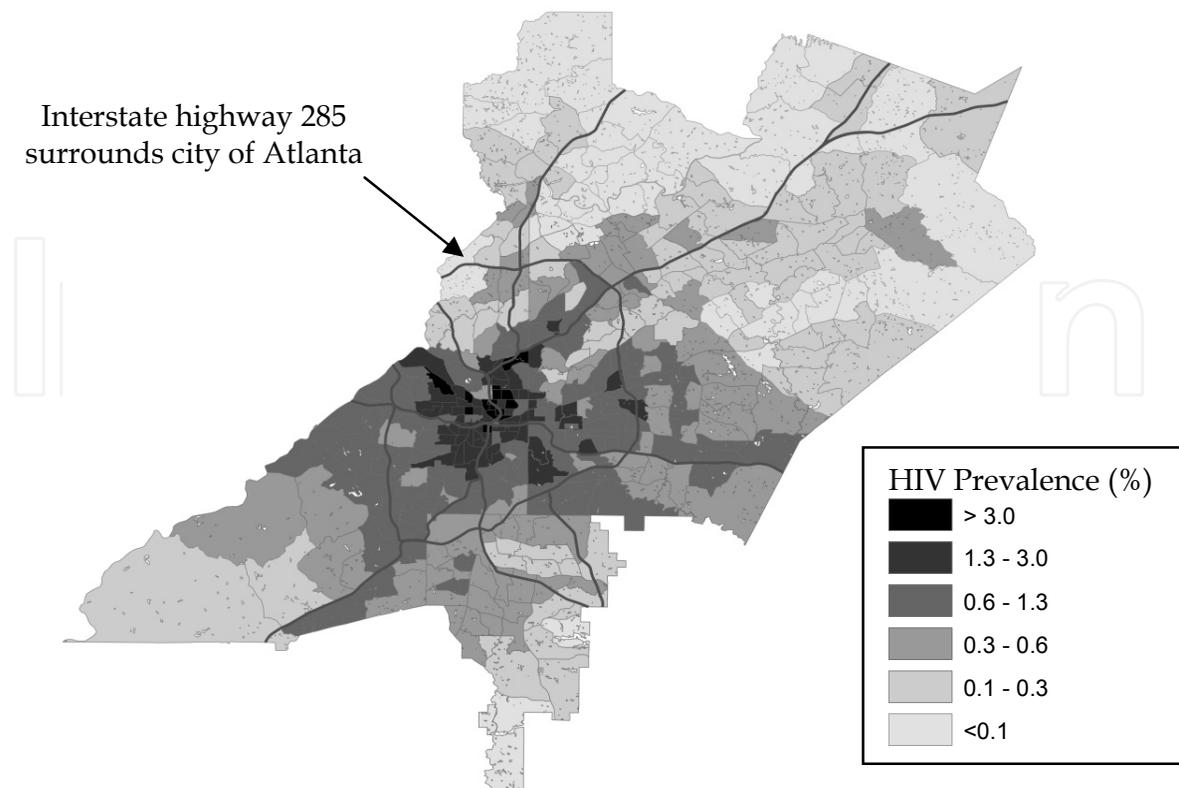 Interstate highway 285
surrounds city of Atlanta
HIV Prevalence (%)
> 3.0
1.3 - 3.0
0.6 - 1.3
0.3 - 0.6
0.1 - 0.3
<0.1